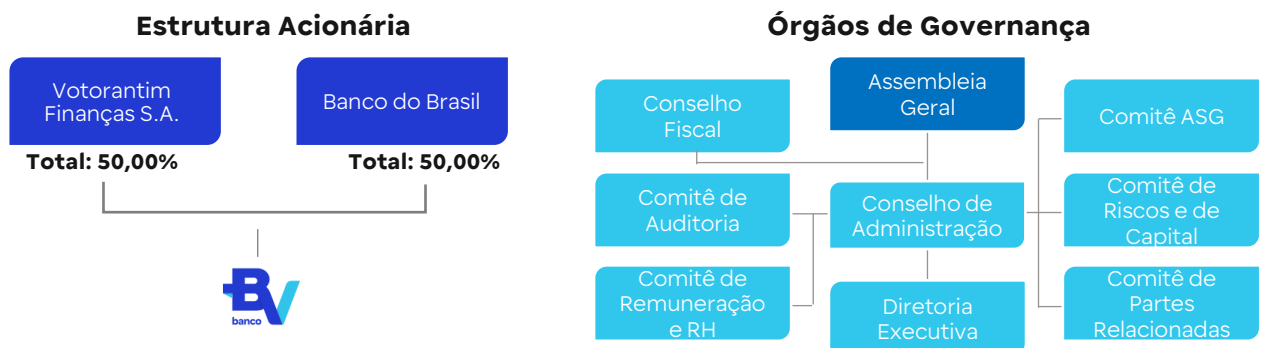 Estrutura Acionária
Votorantim
Finanças S.A.
Total: 50,00%
Banco do Brasil
Total: 50,00%
BV
banco
Órgãos de Governança
Assembleia
Geral
Conselho
Fiscal
Comitê ASG
Comitê de
Auditoria
Conselho de
Administração
Comitê de
Riscos e de
Capital
Comitê de
Remuneração
e RH
Diretoria
Executiva
Comitê de
Partes
Relacionadas